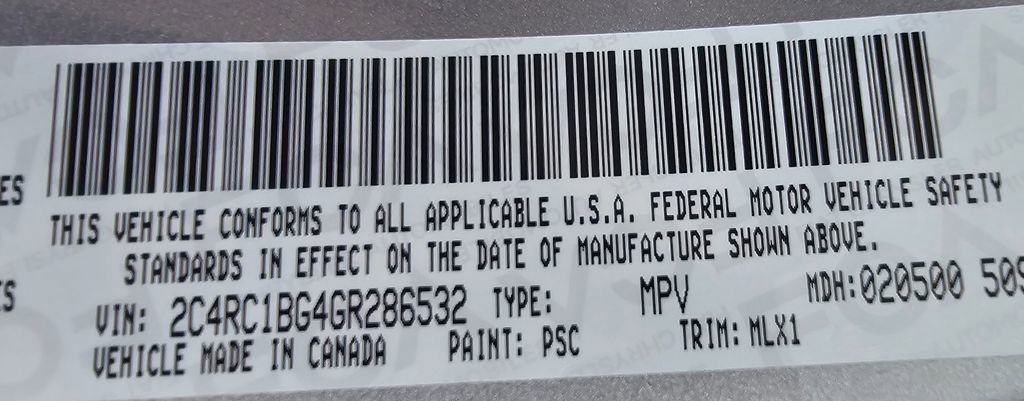 ES
THIS VEHICLE CONFORMS TO ALL APPLICABLE U.S.A. FEDERAL MOTOR VEHICLE SAFETY
STANDARDS IN EFFECT ON THE DATE OF MANUFACTURE SHOWN ABOVE.
VIN: 2C4RC1BG4GR286532 TYPE: MPV MDH:020500 50S
VEHICLE MADE IN CANADA PAINT: PSC TRIM: MLX1